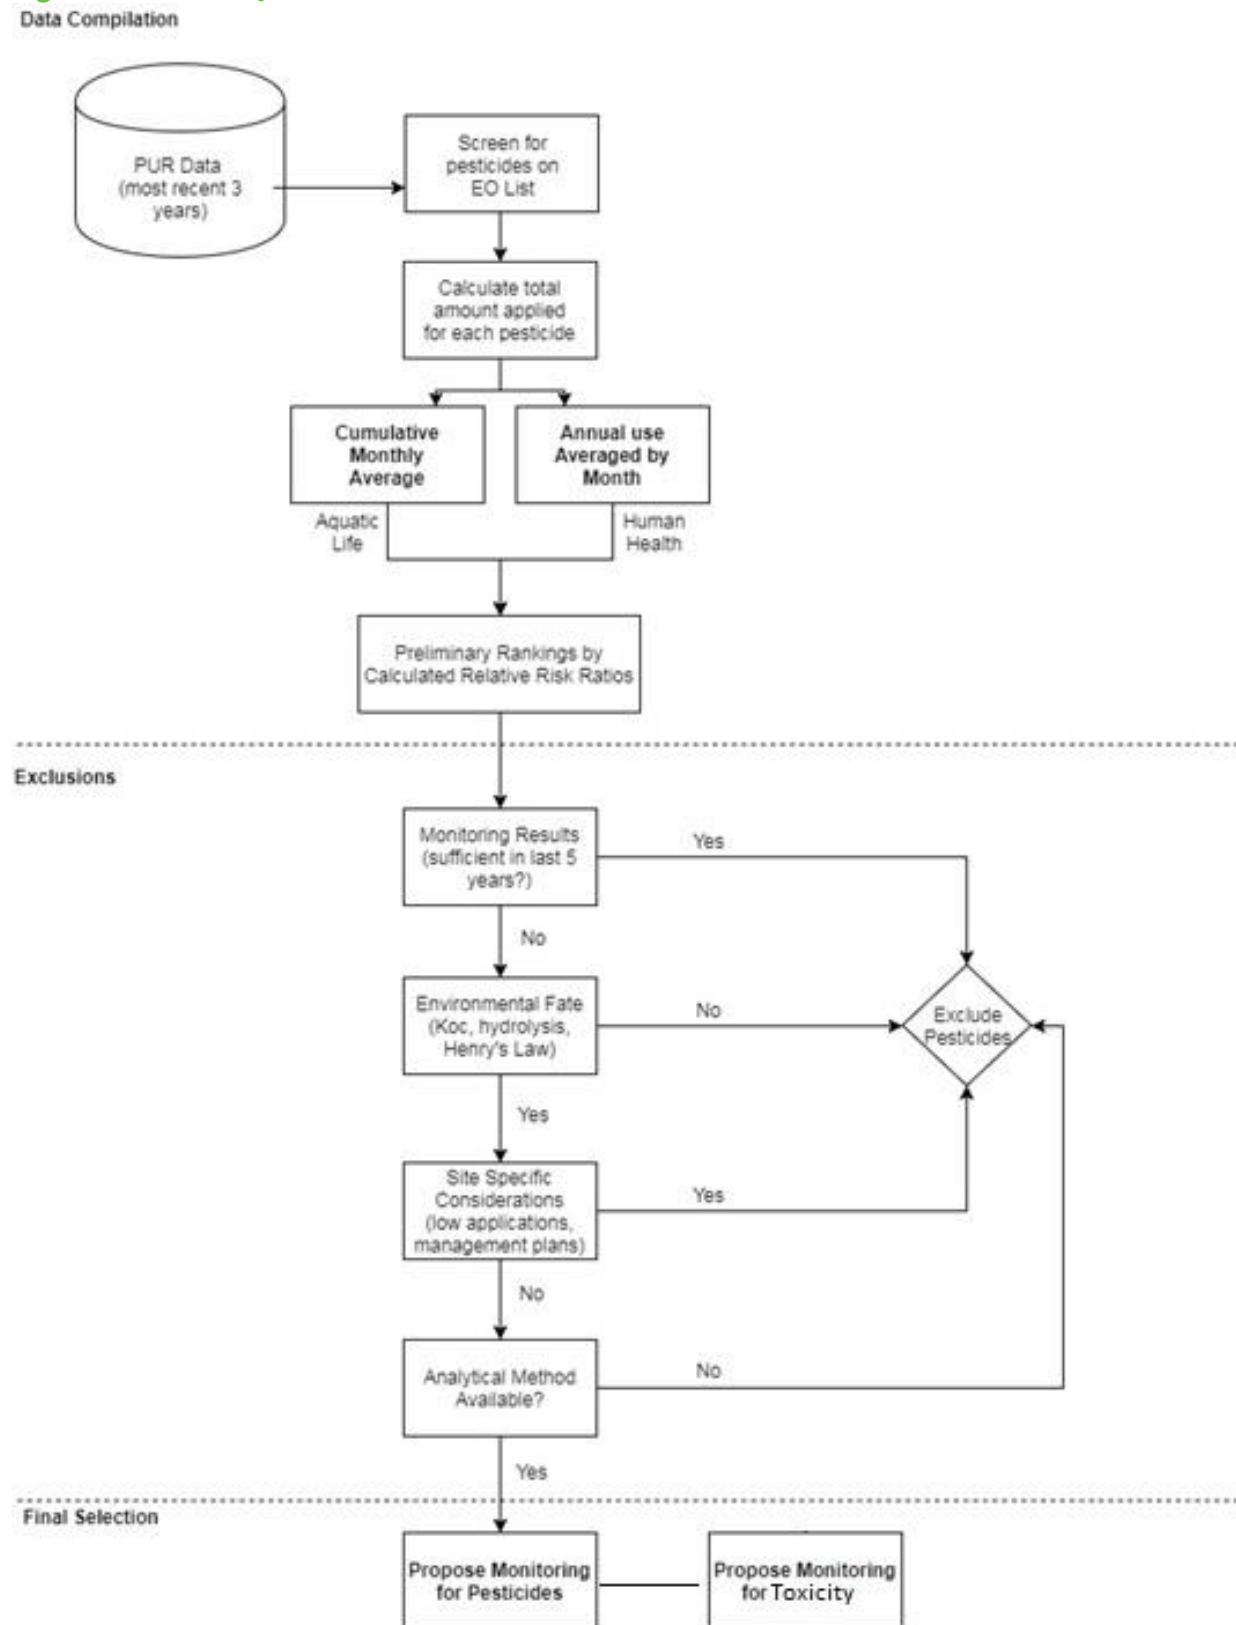 Data Compilation
PUR Data
(most recent 3
years)
Screen for
pesticides on
EO List
Calculate total
amount applied
for each pesticide
Cumulative
Monthly
Average
Annual use
Averaged by
Month
Aquatic
Life
Human
Health
Preliminary Rankings by
Calculated Relative Risk Ratios
Exclusions
Monitoring Results
(sufficient in last 5
years?)
Yes
No
Environmental Fate
(Koc, hydrolysis,
Henry's Law)
No
Exclude
Pesticides
Yes
Site Specific
Considerations
(low applications,
management plans)
Yes
No
Analytical Method
Available?
No
Yes
Final Selection
Propose Monitoring
for Pesticides
Propose Monitoring
for Toxicity